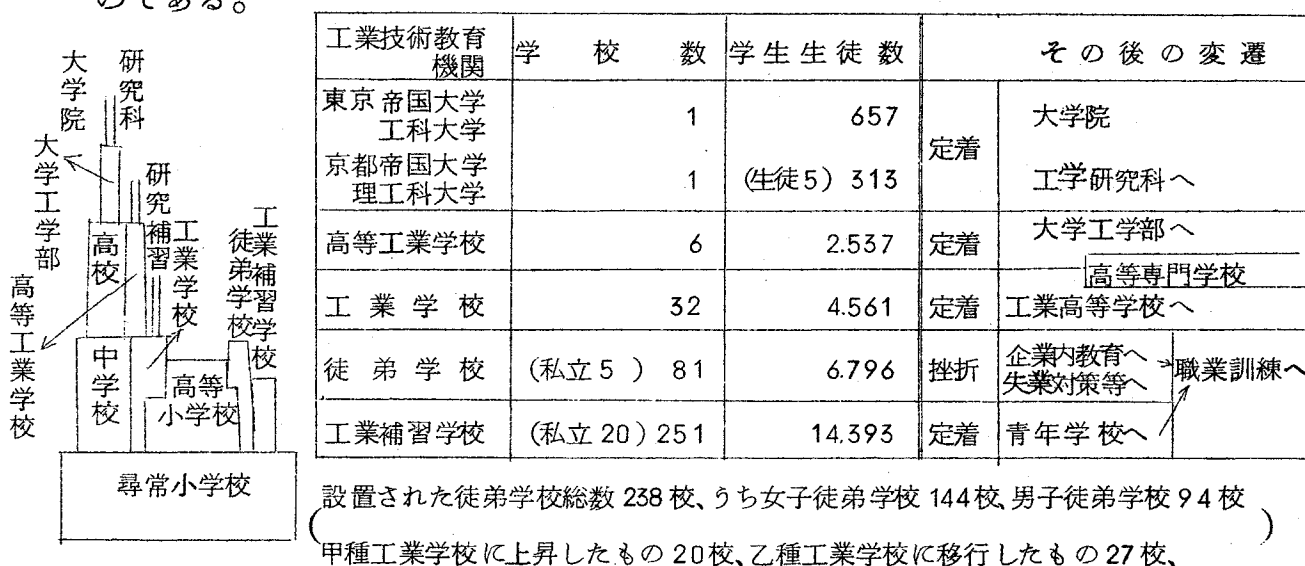 のである。
研究科
大学院
大学工学部
研究補習
工業学校
徒弟学校
工業補習学校
高校
高等工業学校
中学校
高等
小学校
尋常小学校
工業技術教育機関 学校数 学生生徒数 その後の変遷
東京帝国大学
工科大学 1 657 定着 大学院
京都帝国大学
理工科大学 1 (生徒5) 313 工学研究科へ
高等工業学校 6 2.537 定着 大学工学部へ
高等専門学校
工業学校 32 4.561 定着 工業高等学校へ
徒弟学校 (私立5) 81 6.796 挫折 企業内教育へ
失業対策等へ 職業訓練へ
工業補習学校 (私立20) 251 14,393 定着 青年学校へ
(設置された徒弟学校総数238校、うち女子徒弟学校144校、男子徒弟学校94校
甲種工業学校に上昇したもの20校、乙種工業学校に移行したもの27校、)